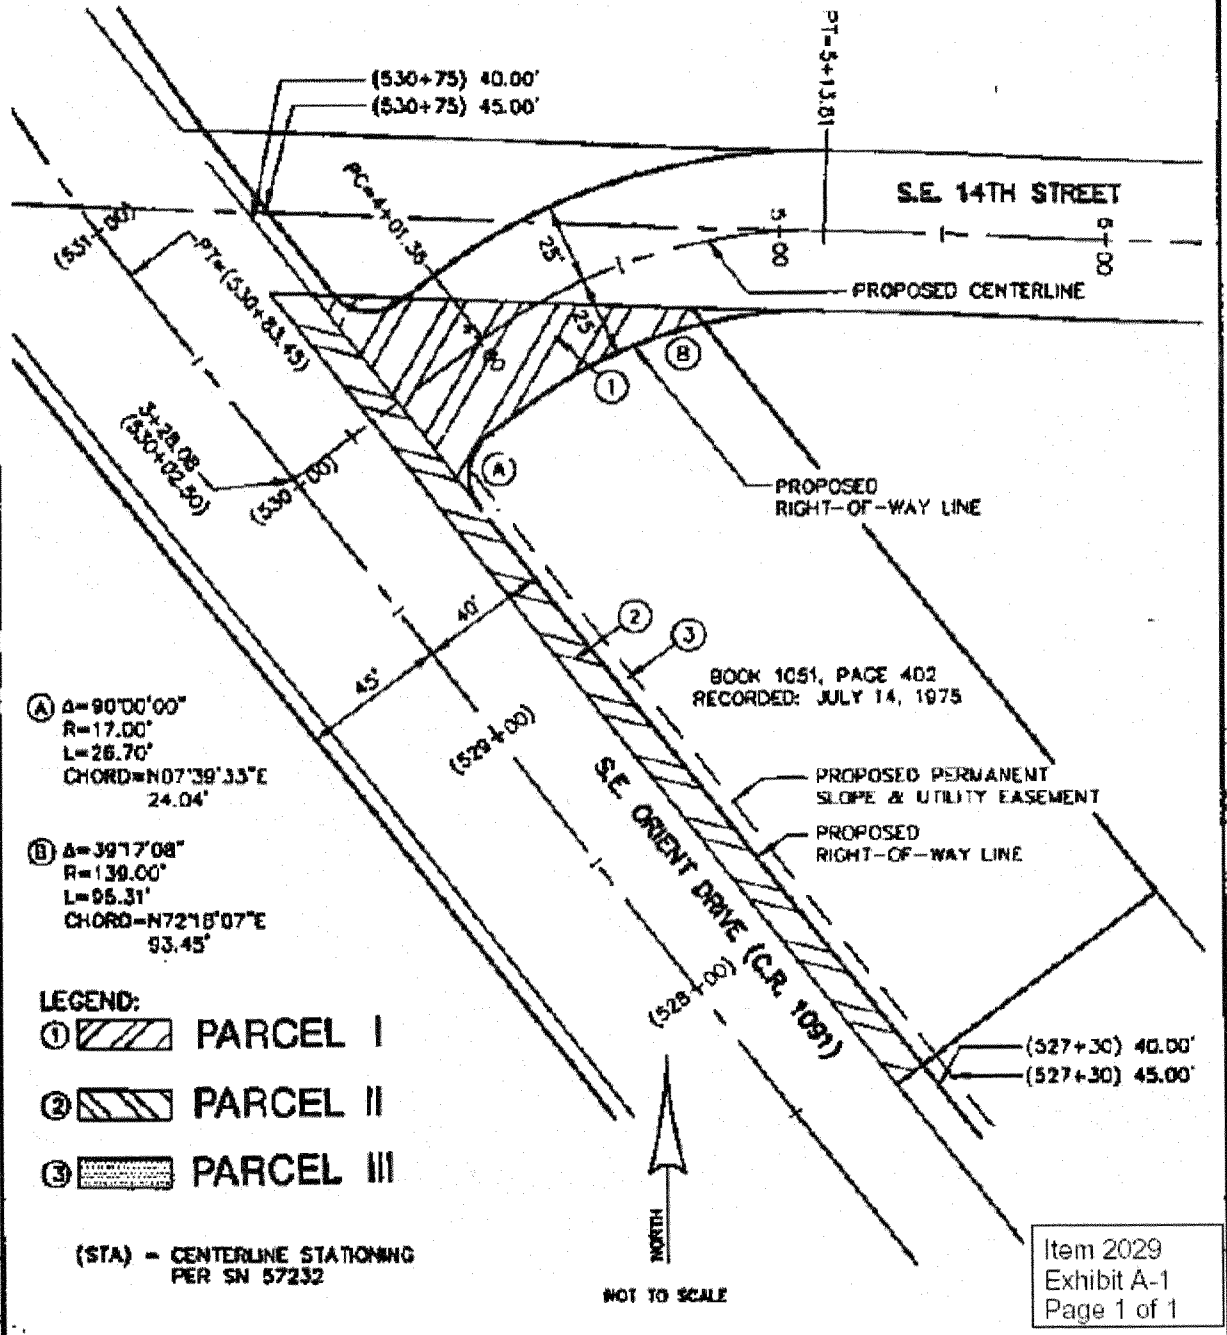 PT=5+13.81
(530+75) 40.00'
(530+75) 45.00'
PC=4+01.38
S.E. 14TH STREET
(531+00)
PT=(530+83.45)
25'
25'
5+00
6+00
PROPOSED CENTERLINE
4
B
1
3+28.08
(530+02.50)
(530+00)
A
PROPOSED
RIGHT-OF-WAY LINE
40'
2
3
45'
BOOK 1051, PAGE 402
RECORDED: JULY 14, 1975
(529+00)
A Δ=90°00'00"
R=17.00'
L=26.70'
CHORD=N07°39'33"E
24.04'
S.E. ORIENT DRIVE (C.R. 1091)
PROPOSED PERMANENT
SLOPE & UTILITY EASEMENT
PROPOSED
RIGHT-OF-WAY LINE
B Δ=39°17'08"
R=139.00'
L=95.31'
CHORD=N72°18'07"E
93.45'
(528+00)
LEGEND:
1 PARCEL I
2 PARCEL II
3 PARCEL III
(527+30) 40.00'
(527+30) 45.00'
NORTH
(STA) = CENTERLINE STATIONING
PER SN 57232
NOT TO SCALE
Item 2029
Exhibit A-1
Page 1 of 1